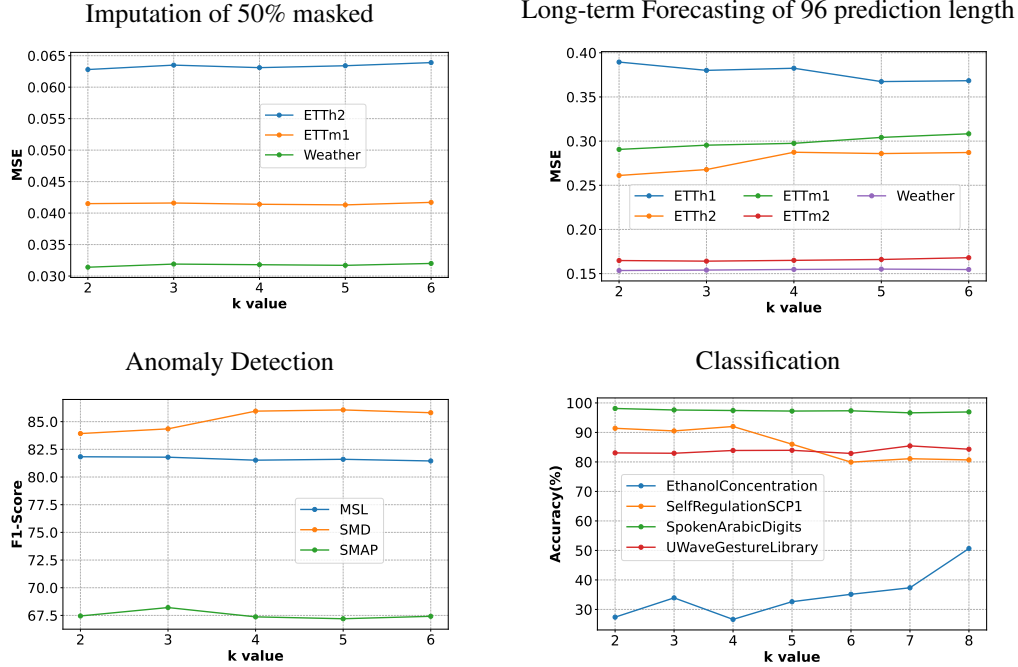 Imputation of 50% masked
0.065
0.060
0.055
0.050
0.045
0.040
0.035
0.030
MSE
ETTh2
ETTm1
Weather
2 3 4 5 6
k value
Long-term Forecasting of 96 prediction length
0.40
0.35
0.30
0.25
0.20
0.15
MSE
ETTh1 ETTm1 Weather
ETTh2 ETTm2
2 3 4 5 6
k value
Anomaly Detection
85.0
82.5
80.0
77.5
75.0
72.5
70.0
67.5
F1-Score
MSL
SMD
SMAP
2 3 4 5 6
k value
Classification
100
90
80
70
60
50
40
30
Accuracy(%)
EthanolConcentration
SelfRegulationSCP1
SpokenArabicDigits
UWaveGestureLibrary
2 3 4 5 6 7 8
k value